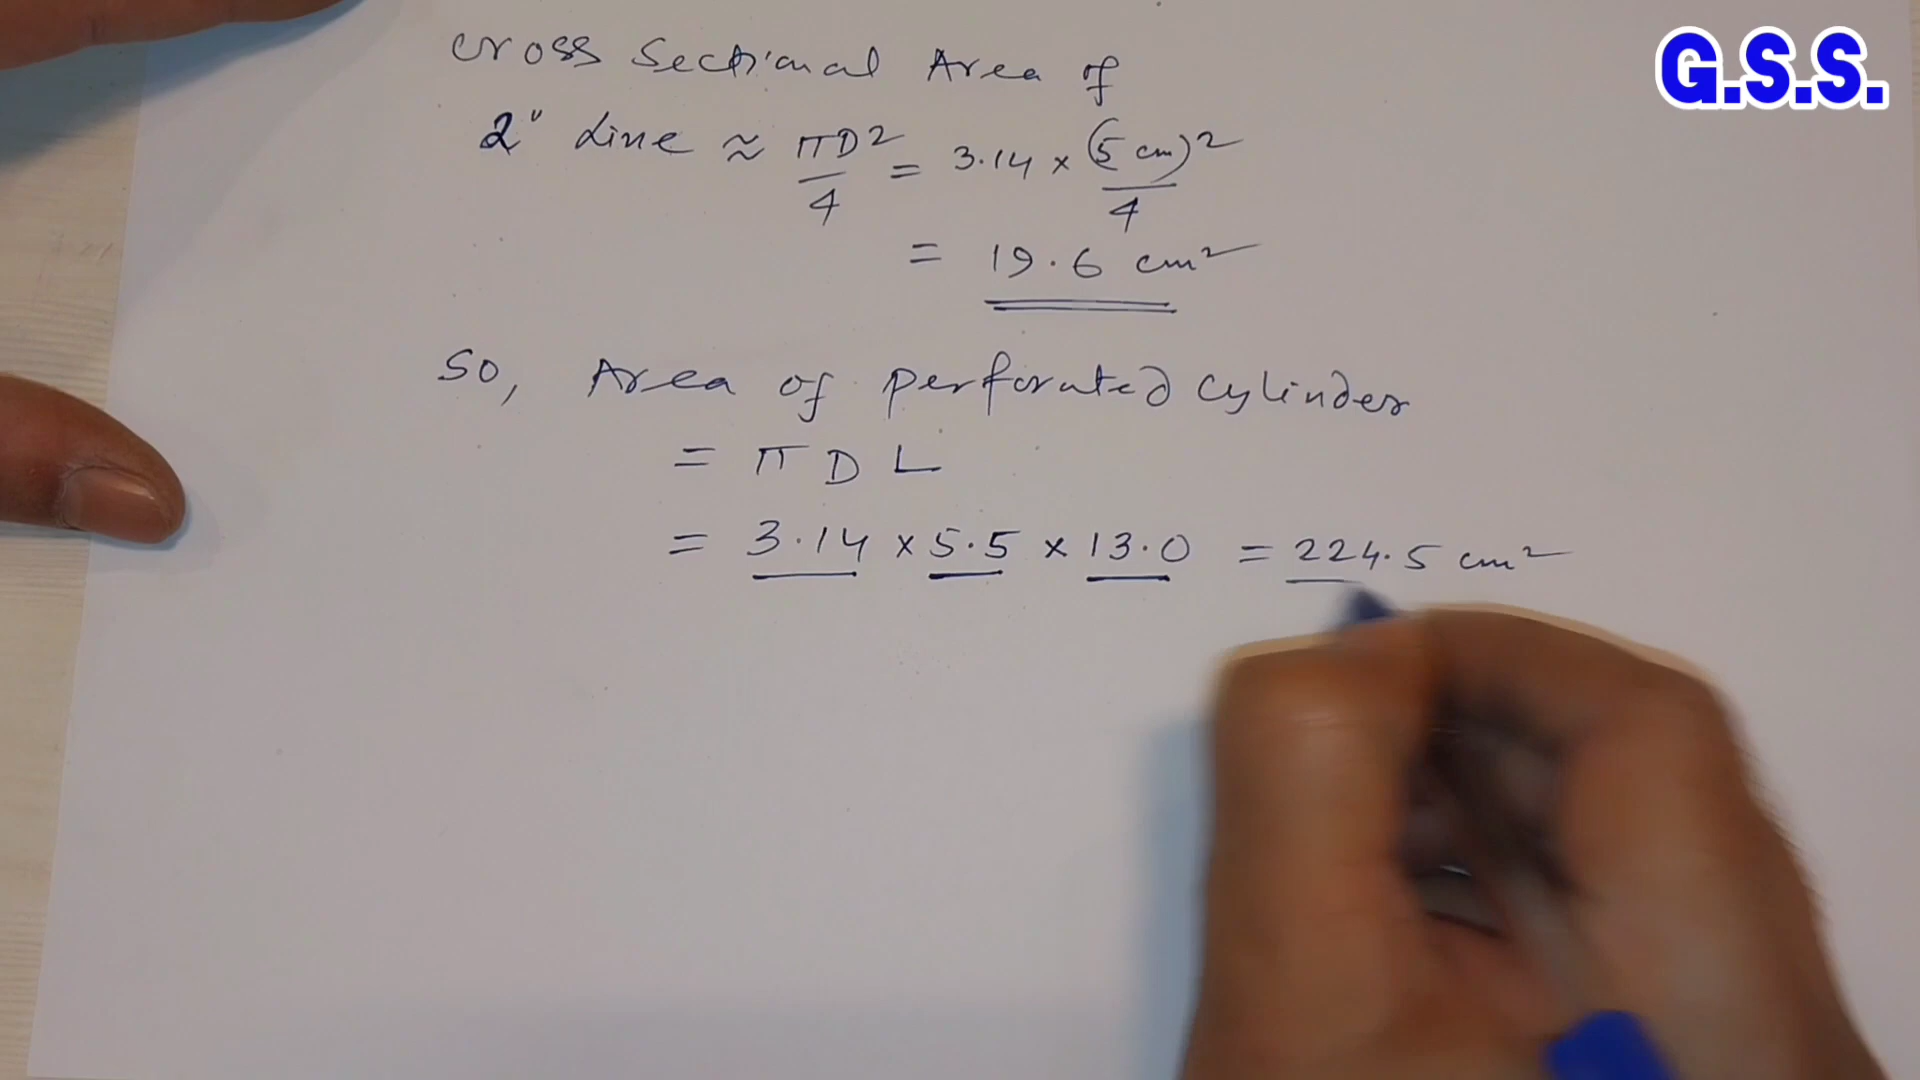 G.S.S.
Cross Sectional Area of
2" Line ≈ πD²/4 = 3.14 × (5 cm)²/4
= 19.6 cm²
So, Area of perforated cylinder
= π D L
= 3.14 × 5.5 × 13.0 = 224.5 cm²